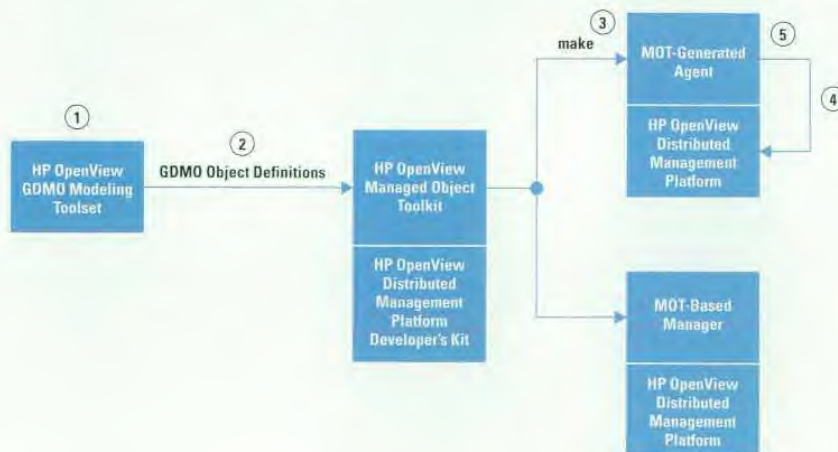 1
HP OpenView
GDMO Modeling
Toolset
2
GDMO Object Definitions
HP OpenView
Managed Object
Toolkit
HP OpenView
Distributed
Management
Platform
Developer's Kit
3
make
MOT-Generated
Agent
5
4
HP OpenView
Distributed
Management
Platform
MOT-Based
Manager
HP OpenView
Distributed
Management
Platform